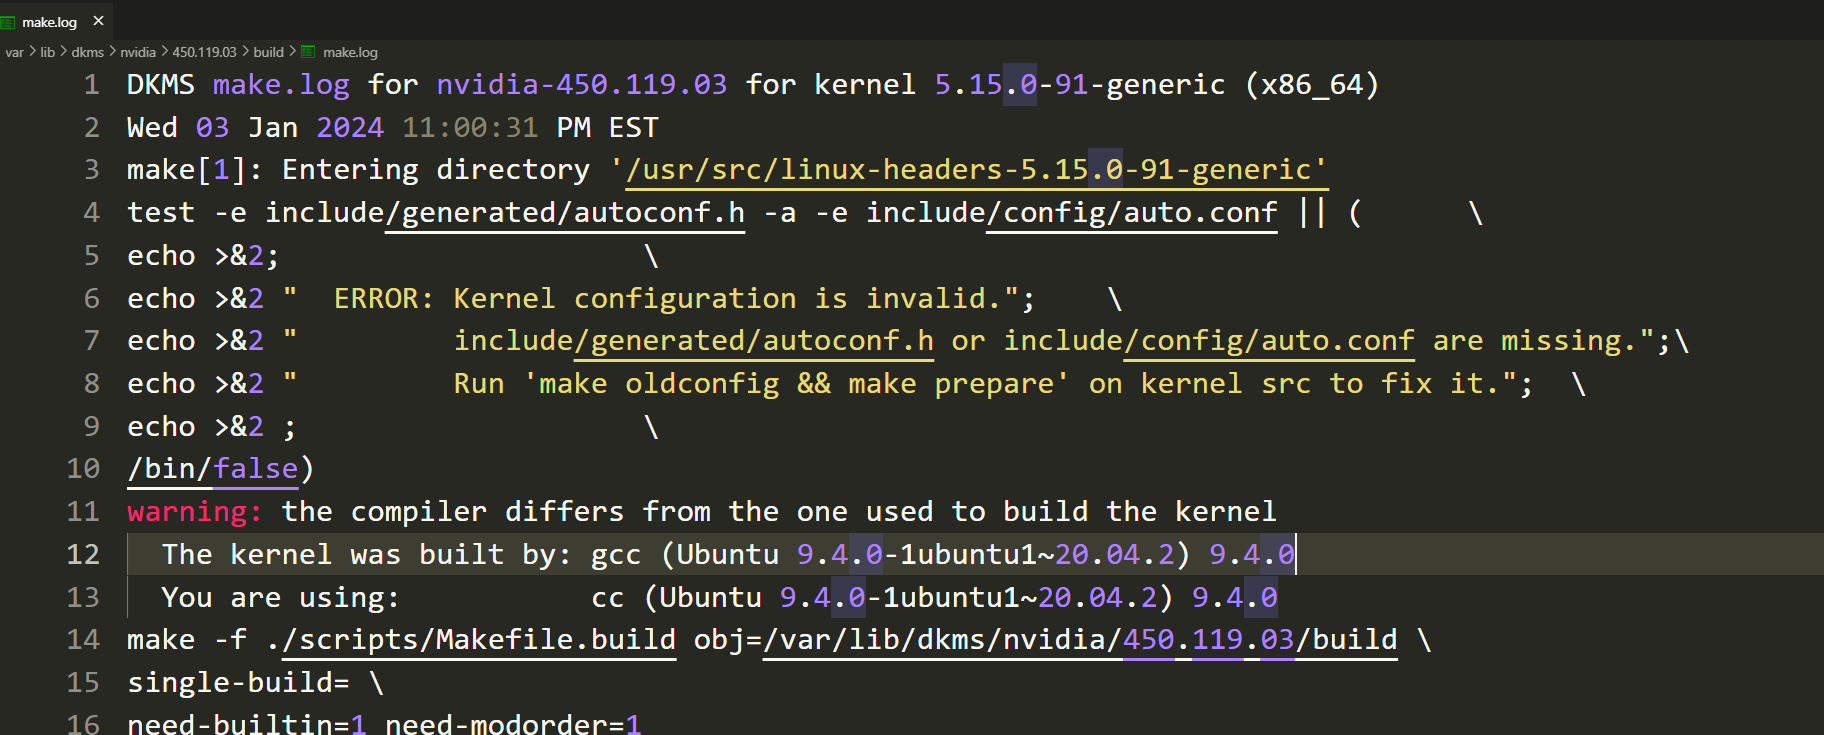 make.log ×
var > lib > dkms > nvidia > 450.119.03 > build > make.log
1 DKMS make.log for nvidia-450.119.03 for kernel 5.15.0-91-generic (x86_64)
2 Wed 03 Jan 2024 11:00:31 PM EST
3 make[1]: Entering directory '/usr/src/linux-headers-5.15.0-91-generic'
4 test -e include/generated/autoconf.h -a -e include/config/auto.conf || (      \
5 echo >&2;                     \
6 echo >&2 "  ERROR: Kernel configuration is invalid.";    \
7 echo >&2 "         include/generated/autoconf.h or include/config/auto.conf are missing.";\
8 echo >&2 "         Run 'make oldconfig && make prepare' on kernel src to fix it.";  \
9 echo >&2 ;                    \
10 /bin/false)
11 warning: the compiler differs from the one used to build the kernel
12   The kernel was built by: gcc (Ubuntu 9.4.0-1ubuntu1~20.04.2) 9.4.0
13   You are using:           cc (Ubuntu 9.4.0-1ubuntu1~20.04.2) 9.4.0
14 make -f ./scripts/Makefile.build obj=/var/lib/dkms/nvidia/450.119.03/build \
15 single-build= \
16 need-builtin=1 need-modorder=1